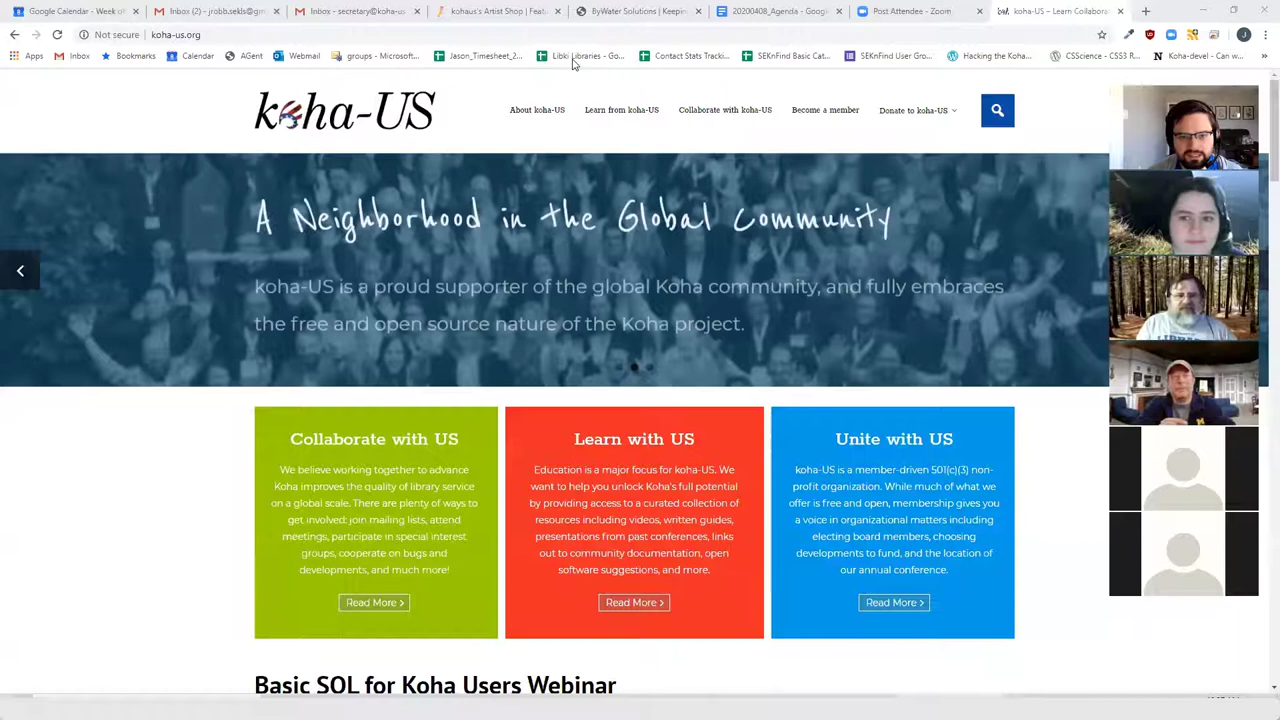 Google Calendar - Week o
Inbox (2) - jrobb.sekls@gm
Inbox - secretary@koha-us
kohaus's Artist Shop | Featu
ByWater Solutions | Keepin
20200408_Agenda - Google
Post Attendee - Zoom
koha-US – Learn Collabora
Not secure | koha-us.org
Apps
Inbox
Bookmarks
Calendar
AGent
Workbooks
groups - Microsoft...
Jason_Timesheet_2...
Libki Libraries - Go...
Contact Stats Tracki...
SEKnFind Basic Cat...
SEKnFind User Gro...
Hacking the Koha...
CSScience - CSS3 R...
Koha-devel - Can w...
koha-US
About koha-US
Learn from koha-US
Collaborate with koha-US
Become a member
Donate to koha-US
A Neighborhood in the Global Community
koha-US is a proud supporter of the global Koha community, and fully embraces
the free and open source nature of the Koha project.
Collaborate with US
We believe working together to advance
Koha improves the quality of library service
on a global scale. There are plenty of ways
to get involved: join mailing lists, attend
meetings, participate in special interest
groups, cooperate on bugs and
developments, and much more!
Read More >
Learn with US
Education is a major focus for koha-US. We
want to help you unlock Koha's full potential
by providing access to a curated collection of
resources including videos, written guides,
presentations from past conferences, links
out to community documentation, open
software suggestions, and more.
Read More >
Unite with US
koha-US is a member-driven 501(c)(3) non-
profit organization. While much of what we
offer is free and open, membership gives you
a voice in organizational matters including
electing board members, choosing
developments to fund, and the location of
our annual conference.
Read More >
Basic SQL for Koha Users Webinar